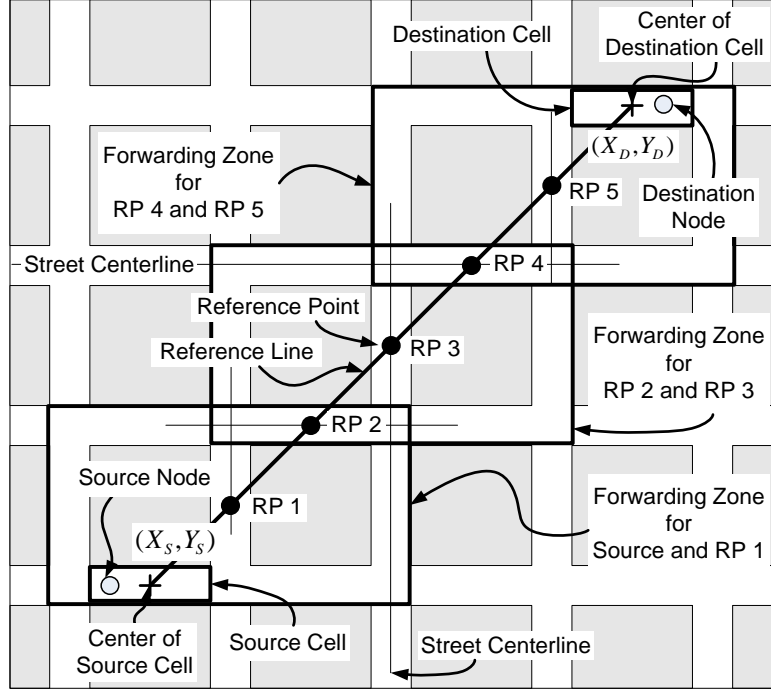 Destination Cell
Center of
Destination Cell
(X_D, Y_D)
Forwarding Zone
for
RP 4 and RP 5
RP 5
Destination
Node
Street Centerline
RP 4
Reference Point
Reference Line
RP 3
Forwarding Zone
for
RP 2 and RP 3
RP 2
Source Node
RP 1
Forwarding Zone
for
Source and RP 1
(X_S, Y_S)
Center of
Source Cell
Source Cell
Street Centerline